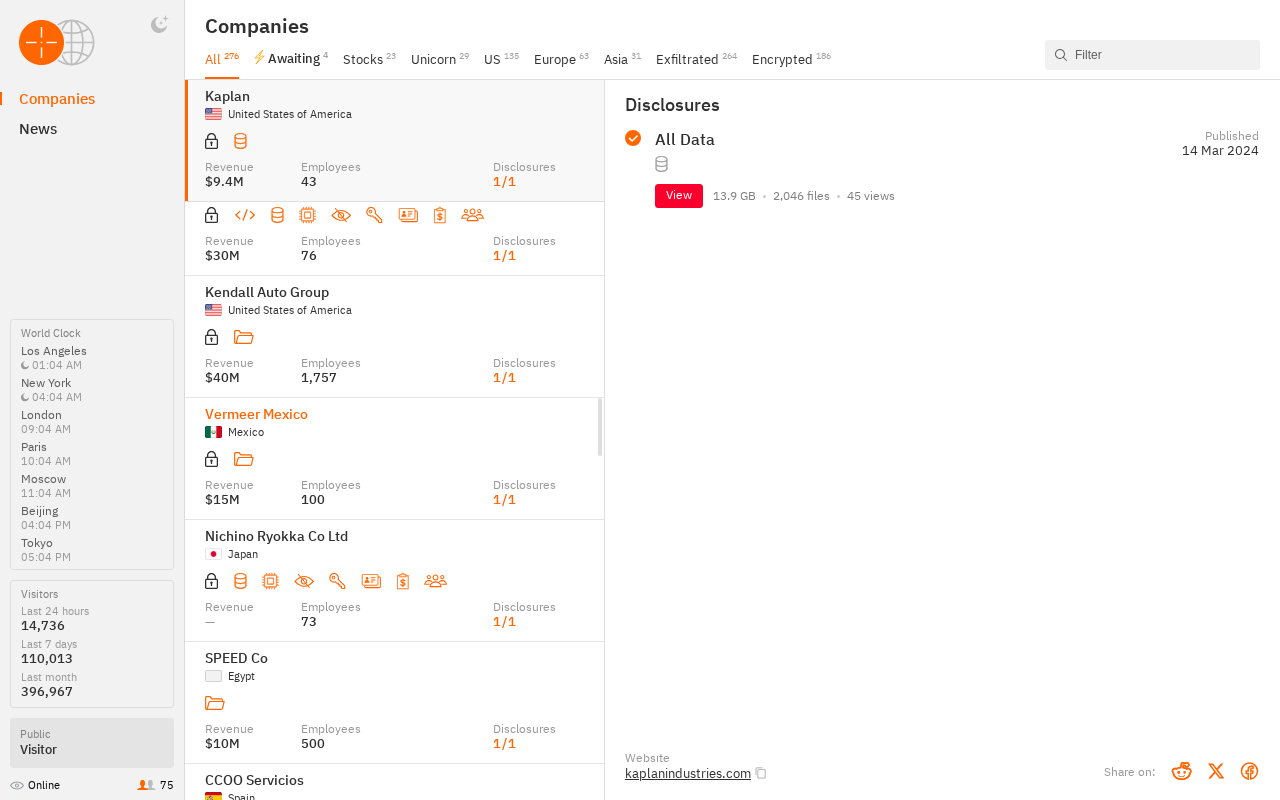 Companies
News
World Clock
Los Angeles
01:04 AM
New York
04:04 AM
London
09:04 AM
Paris
10:04 AM
Moscow
11:04 AM
Beijing
04:04 PM
Tokyo
05:04 PM
Visitors
Last 24 hours
14,736
Last 7 days
110,013
Last month
396,967
Public
Visitor
Online 75
Companies
All 276 Awaiting 4 Stocks 23 Unicorn 29 US 135 Europe 63 Asia 31 Exfiltrated 264 Encrypted 186
Filter
Kaplan
United States of America
Revenue Employees Disclosures
$9.4M 43 1/1
Revenue Employees Disclosures
$30M 76 1/1
Kendall Auto Group
United States of America
Revenue Employees Disclosures
$40M 1,757 1/1
Vermeer Mexico
Mexico
Revenue Employees Disclosures
$15M 100 1/1
Nichino Ryokka Co Ltd
Japan
Revenue Employees Disclosures
— 73 1/1
SPEED Co
Egypt
Revenue Employees Disclosures
$10M 500 1/1
CCOO Servicios
Spain
Disclosures
All Data
Published
14 Mar 2024
View 13.9 GB • 2,046 files • 45 views
Website
kaplanindustries.com
Share on: